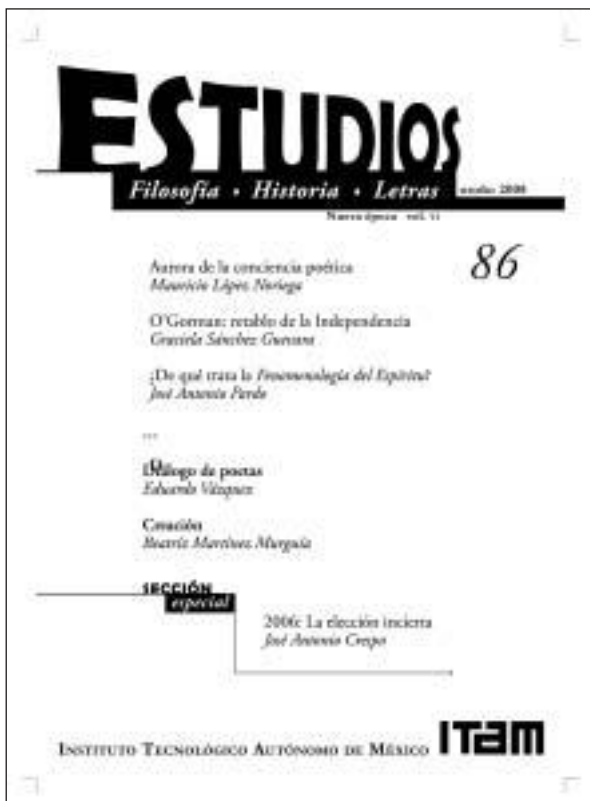 ESTUDIOS
Filosofía • Historia • Letras otoño 2008
Nueva época vol. VI
86
Aurora de la conciencia poética
Mauricio López Noriega
O'Gorman: retablo de la Independencia
Graciela Sánchez Guevara
¿De qué trata la Fenomenología del Espíritu?
José Antonio Pardo
...
Diálogo de poetas
Eduardo Vázquez
Creación
Beatriz Martínez Murguía
SECCIÓN
especial
2006: La elección incierta
José Antonio Crespo
INSTITUTO TECNOLÓGICO AUTÓNOMO DE MÉXICO ITAM